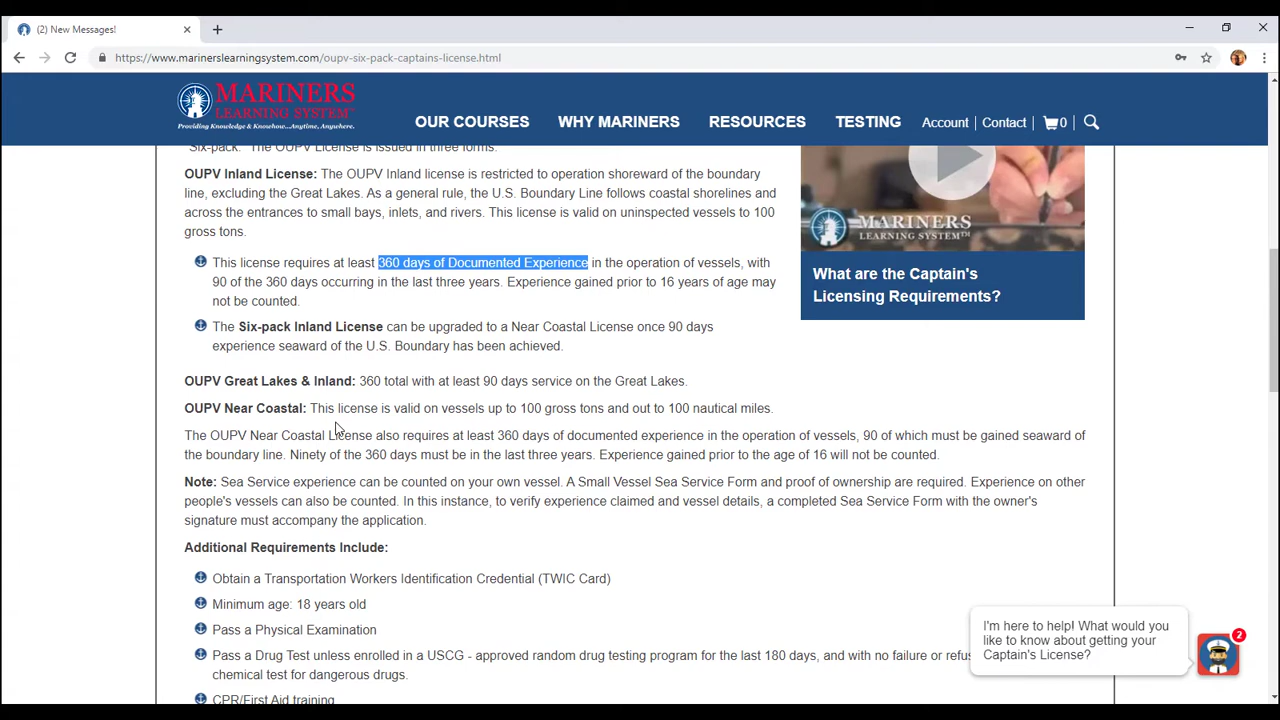 (2) New Messages!
https://www.marinerslearningsystem.com/oupv-six-pack-captains-license.html
MARINERS
LEARNING SYSTEM™
Providing Knowledge & Knowhow...Anytime, Anywhere.
OUR COURSES WHY MARINERS RESOURCES TESTING Account Contact 0
"Six-pack." The OUPV License is issued in three forms.
OUPV Inland License: The OUPV Inland license is restricted to operation shoreward of the boundary
line, excluding the Great Lakes. As a general rule, the U.S. Boundary Line follows coastal shorelines and
across the entrances to small bays, inlets, and rivers. This license is valid on uninspected vessels to 100
gross tons.
This license requires at least 360 days of Documented Experience in the operation of vessels, with
90 of the 360 days occurring in the last three years. Experience gained prior to 16 years of age may
not be counted.
The Six-pack Inland License can be upgraded to a Near Coastal License once 90 days
experience seaward of the U.S. Boundary has been achieved.
MARINERS
LEARNING SYSTEM™
What are the Captain's
Licensing Requirements?
OUPV Great Lakes & Inland: 360 total with at least 90 days service on the Great Lakes.
OUPV Near Coastal: This license is valid on vessels up to 100 gross tons and out to 100 nautical miles.
The OUPV Near Coastal License also requires at least 360 days of documented experience in the operation of vessels, 90 of which must be gained seaward of
the boundary line. Ninety of the 360 days must be in the last three years. Experience gained prior to the age of 16 will not be counted.
Note: Sea Service experience can be counted on your own vessel. A Small Vessel Sea Service Form and proof of ownership are required. Experience on other
people's vessels can also be counted. In this instance, to verify experience claimed and vessel details, a completed Sea Service Form with the owner's
signature must accompany the application.
Additional Requirements Include:
Obtain a Transportation Workers Identification Credential (TWIC Card)
Minimum age: 18 years old
Pass a Physical Examination
Pass a Drug Test unless enrolled in a USCG - approved random drug testing program for the last 180 days, and with no failure or
chemical test for dangerous drugs.
CPR/First Aid training
I'm here to help! What would you
like to know about getting your
Captain's License?
2